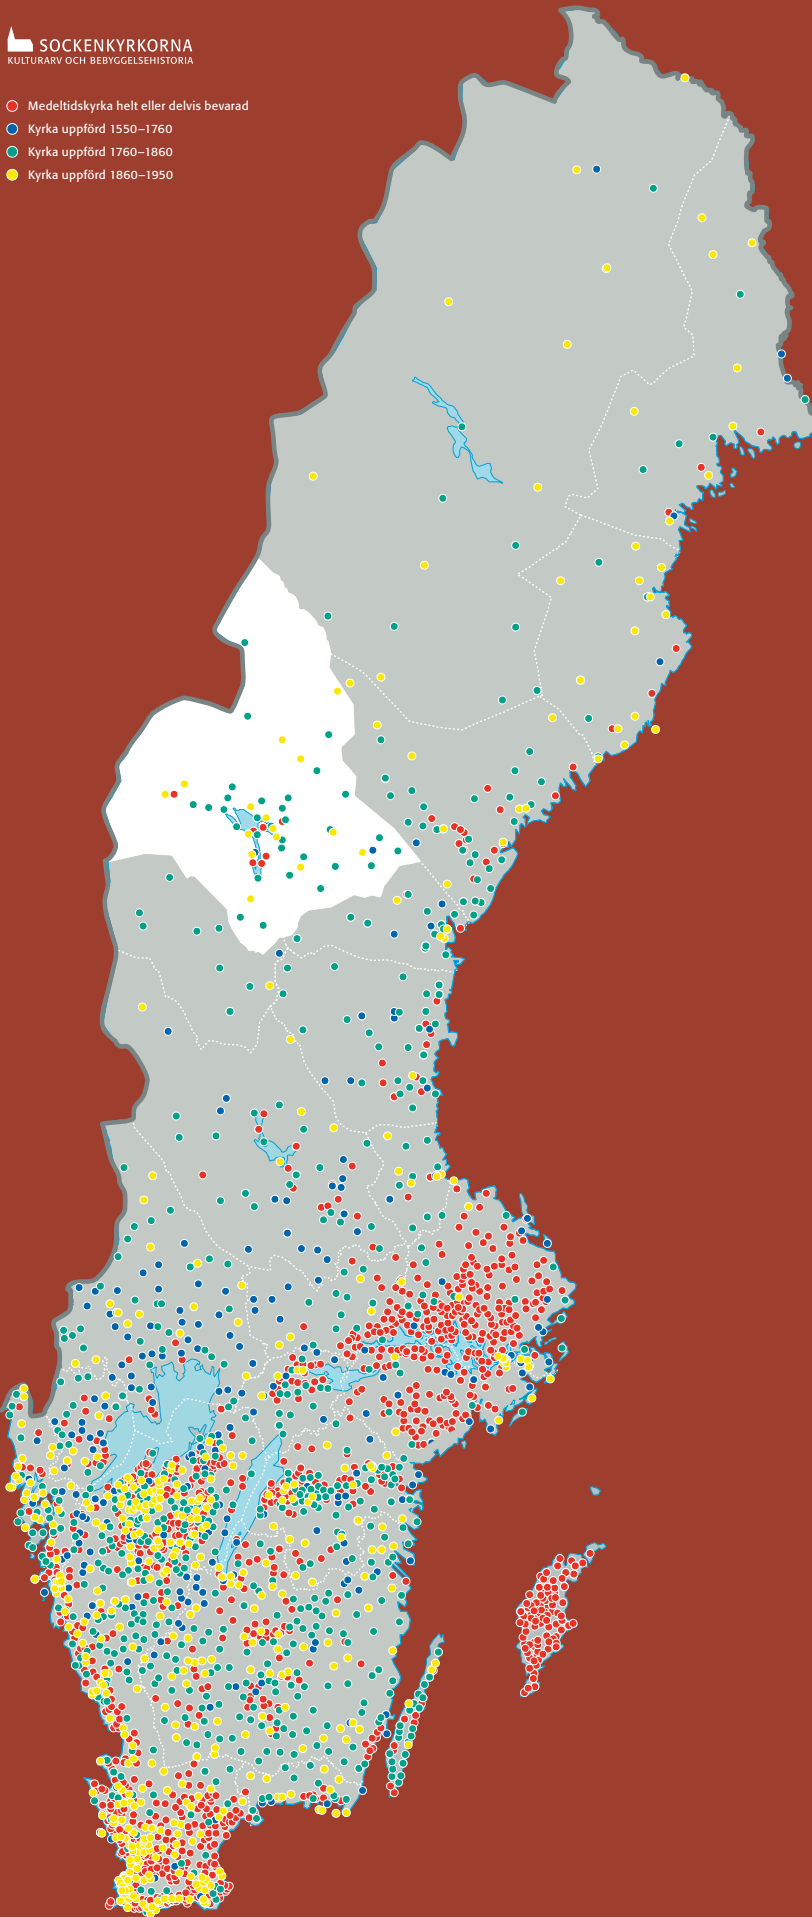 SOCKENKYRKORNA
KULTURARV OCH BEBYGGELSEHISTORIA
Medeltidskyrka helt eller delvis bevarad
Kyrka uppförd 1550–1760
Kyrka uppförd 1760–1860
Kyrka uppförd 1860–1950